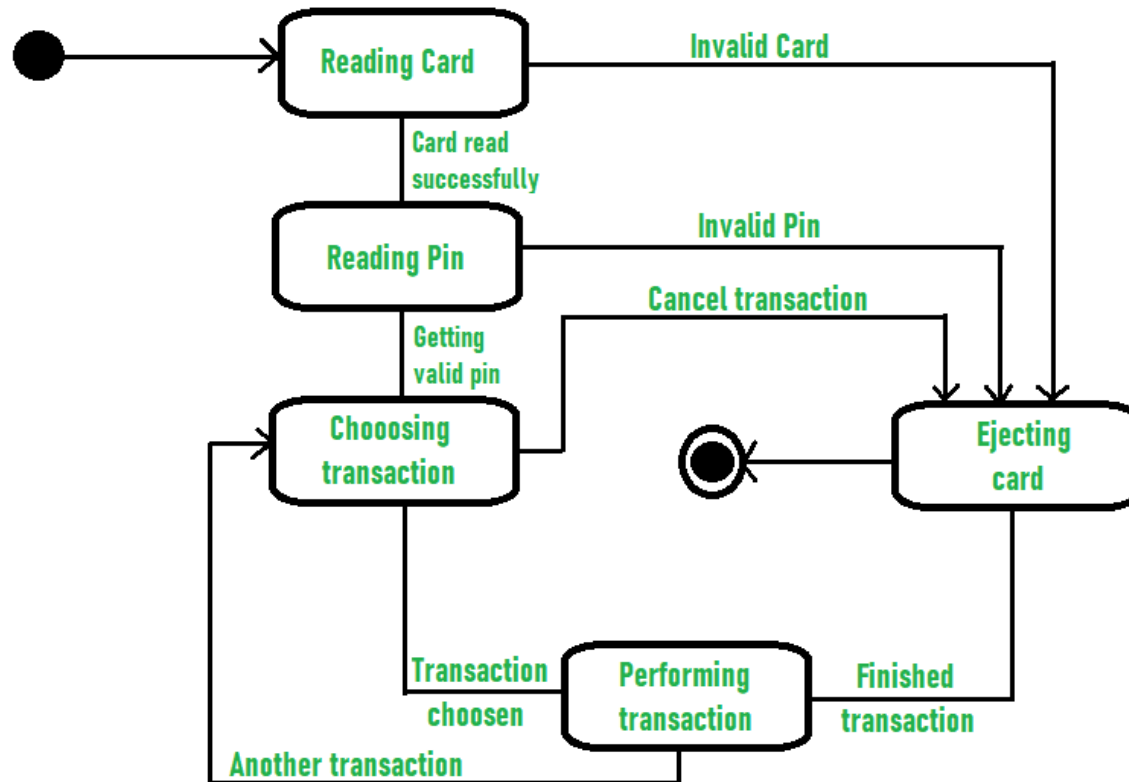 Reading Card
Invalid Card
Card read
successfully
Reading Pin
Invalid Pin
Cancel transaction
Getting
valid pin
Chooosing
transaction
Ejecting
card
Transaction
choosen
Performing
transaction
Finished
transaction
Another transaction